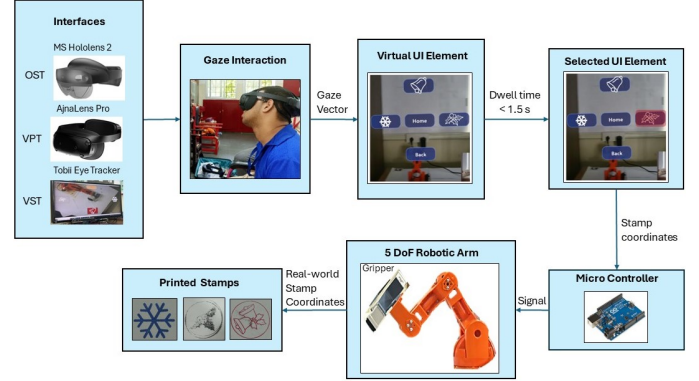 Interfaces
MS Hololens 2
OST
AjnaLens Pro
VPT
Tobii Eye Tracker
VST
Gaze Interaction
Gaze
Vector
Virtual UI Element
Home
Back
Dwell time
< 1.5 s
Selected UI Element
Home
Back
Stamp
coordinates
Micro Controller
Signal
5 DoF Robotic Arm
Gripper
Real-world
Stamp
Coordinates
Printed Stamps